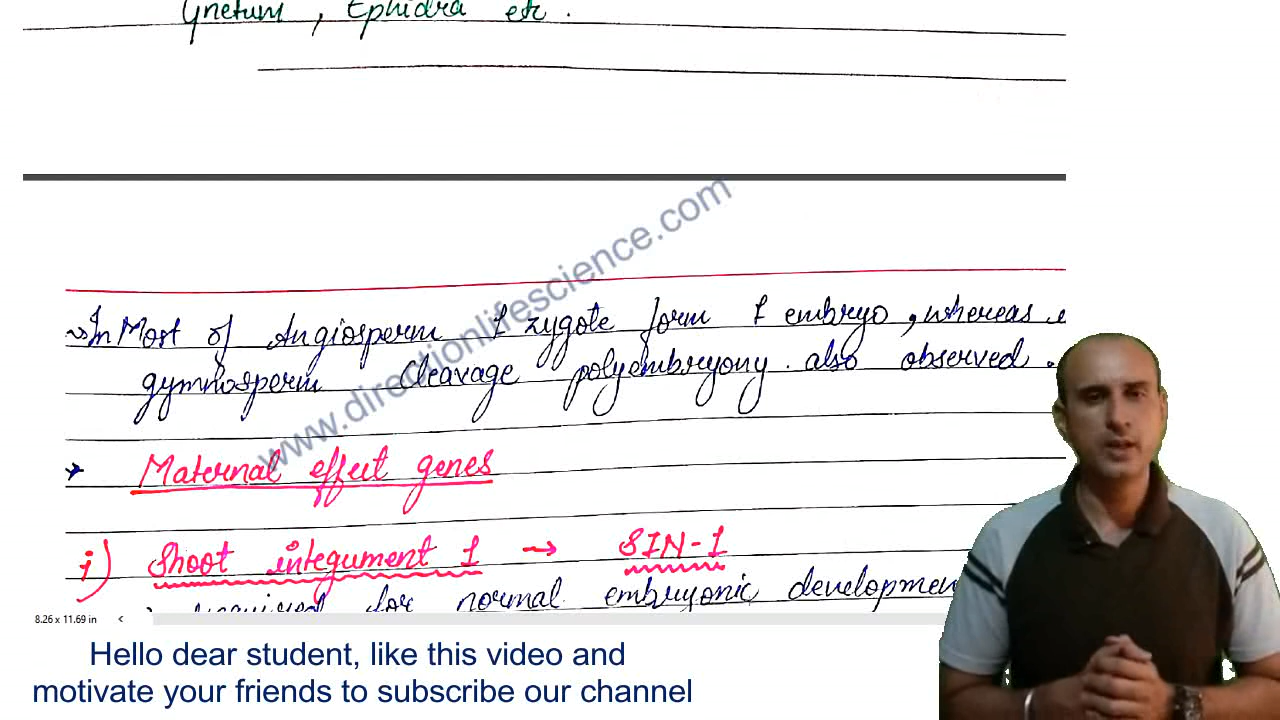 Gnetum , Ephidra etc .
www.directionlifescience.com
In Most of Angiosperm 1 zygote form 1 embryo , whereas
gymnosperm cleavage polyembryony . also observed .
Maternal effect genes
i) Shoot integument 1 → SIN-1
required for normal embryonic developmen
8.26 x 11.69 in
Hello dear student, like this video and
motivate your friends to subscribe our channel